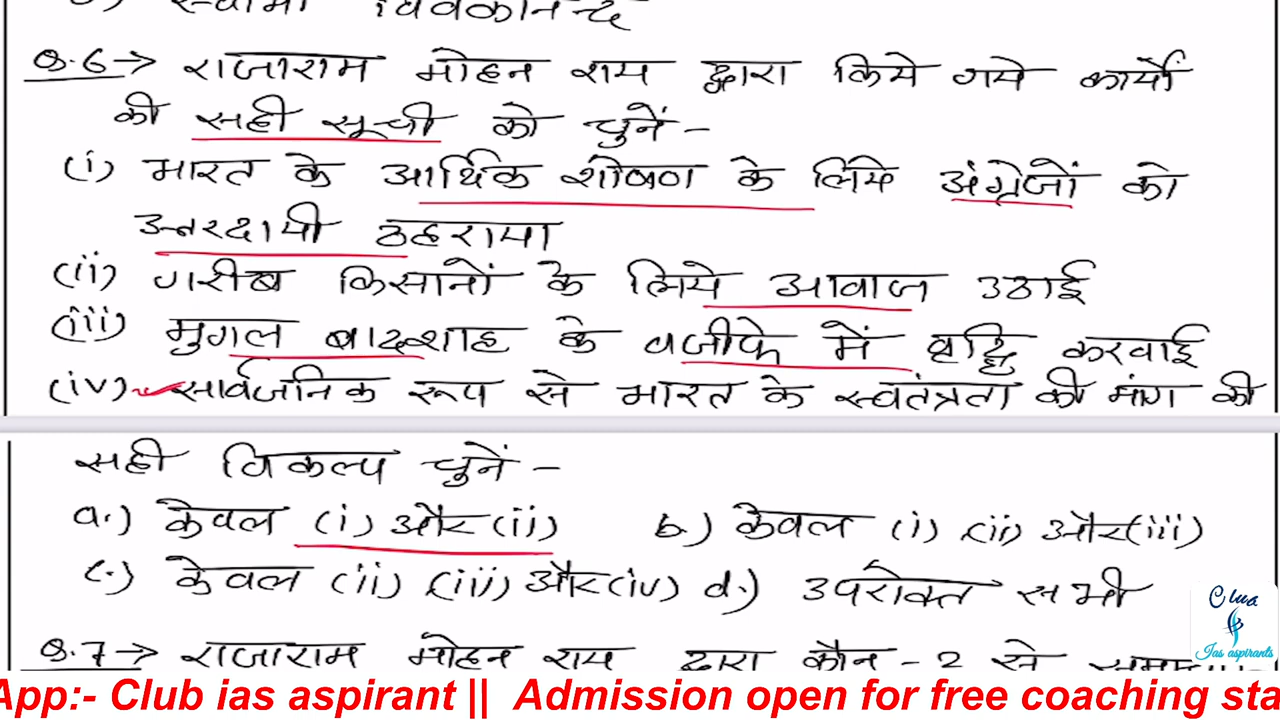 स्वामी विवेकानन्द
Q.6→ राजाराम मोहन राय द्वारा किये गये कार्यों
की सही सूची को चुनें -
(i) भारत के आर्थिक शोषण के लिये अंग्रेजों को
उत्तरदायी ठहराया
(ii) गरीब किसानों के लिये आवाज उठाई
(iii) मुगल बादशाह के वजीफे में वृद्धि करवाई
(iv) सार्वजनिक रूप से भारत के स्वतंत्रता की मांग की
सही विकल्प चुनें -
a.) केवल (i) और (ii) b.) केवल (i) ,(ii) और (iii)
c.) केवल (ii) ,(iii) और (iv) d.) उपरोक्त सभी
Q.7→ राजाराम मोहन राय द्वारा कौन - 2 से
Club
Ias aspirants
App:- Club ias aspirant || Admission open for free coaching sta